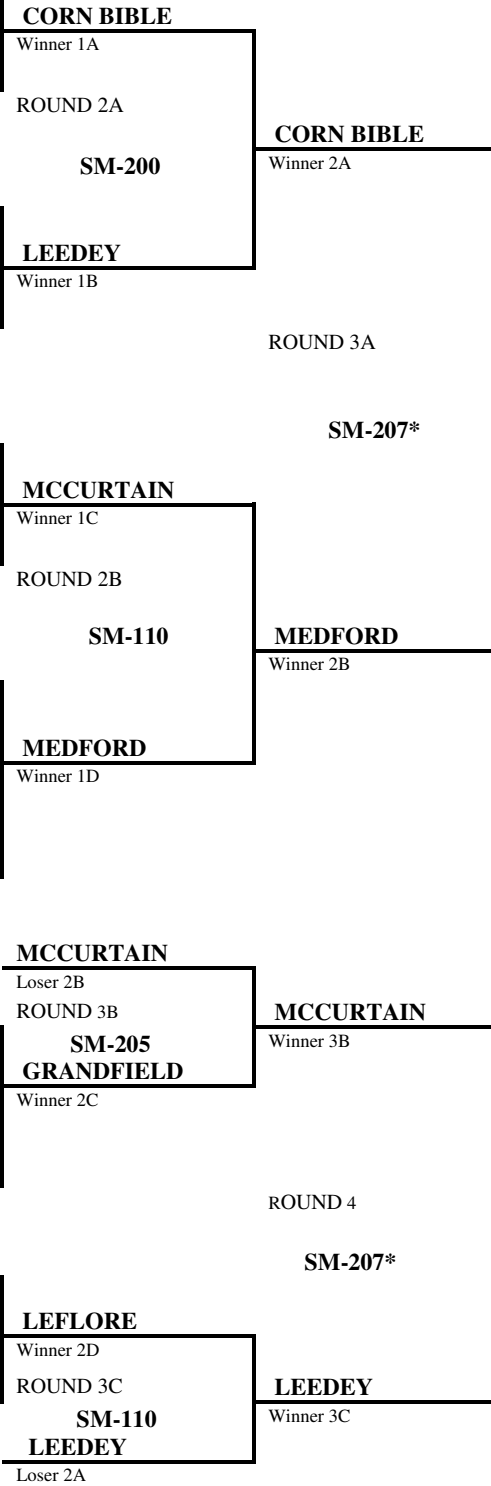 CORN BIBLE
Winner 1A
ROUND 2A
CORN BIBLE
SM-200
Winner 2A
LEEDEY
Winner 1B
ROUND 3A
SM-207*
MCCURTAIN
Winner 1C
ROUND 2B
SM-110
MEDFORD
Winner 2B
MEDFORD
Winner 1D
MCCURTAIN
Loser 2B
ROUND 3B
MCCURTAIN
SM-205
Winner 3B
GRANDFIELD
Winner 2C
ROUND 4
SM-207*
LEFLORE
Winner 2D
ROUND 3C
LEEDEY
SM-110
Winner 3C
LEEDEY
Loser 2A